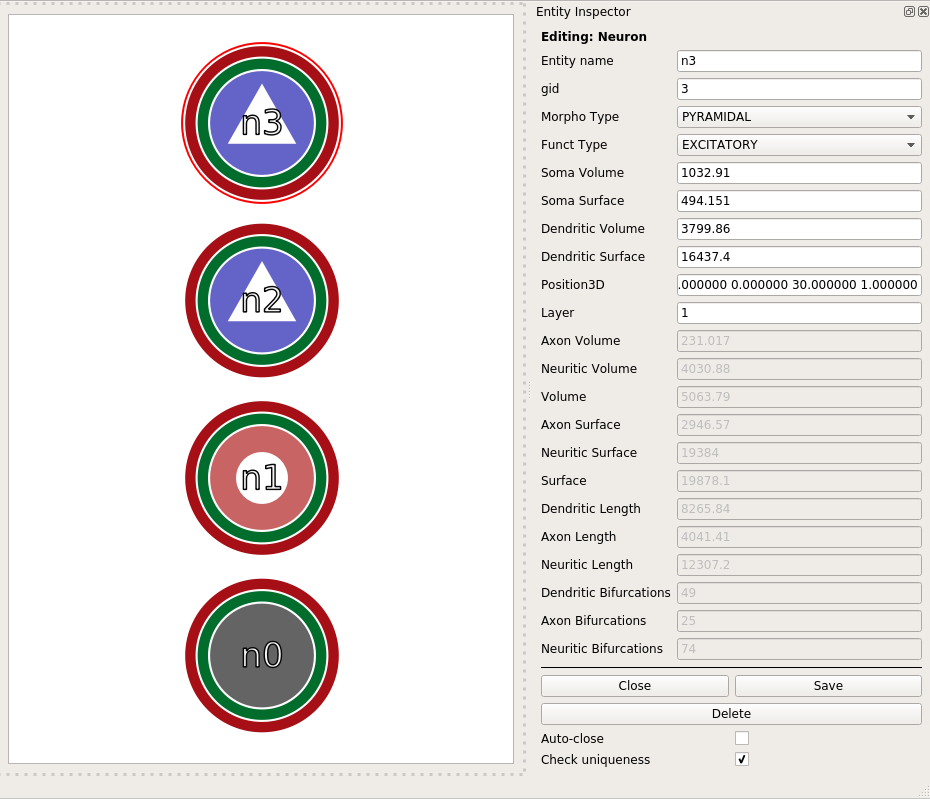 n3
n2
n1
n0
Entity Inspector
Editing: Neuron
Entity name n3
gid 3
Morpho Type PYRAMIDAL
Funct Type EXCITATORY
Soma Volume 1032.91
Soma Surface 494.151
Dendritic Volume 3799.86
Dendritic Surface 16437.4
Position3D .000000 0.000000 30.000000 1.000000
Layer 1
Axon Volume 231.017
Neuritic Volume 4030.88
Volume 5063.79
Axon Surface 2946.57
Neuritic Surface 19384
Surface 19878.1
Dendritic Length 8265.84
Axon Length 4041.41
Neuritic Length 12307.2
Dendritic Bifurcations 49
Axon Bifurcations 25
Neuritic Bifurcations 74
Close Save
Delete
Auto-close
Check uniqueness